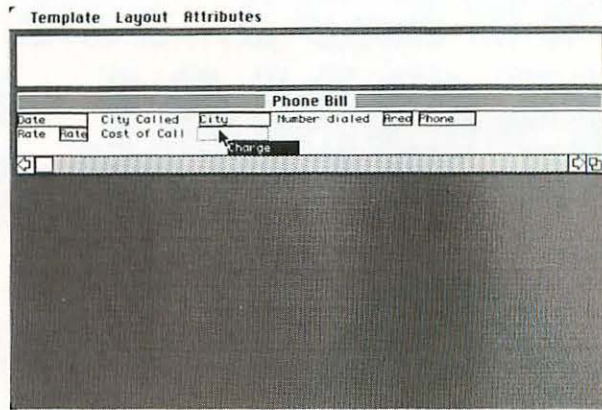 Template Layout Attributes
Phone Bill
Date City Called City Number dialed Area Phone
Rate Rate Cost of Call
Charge